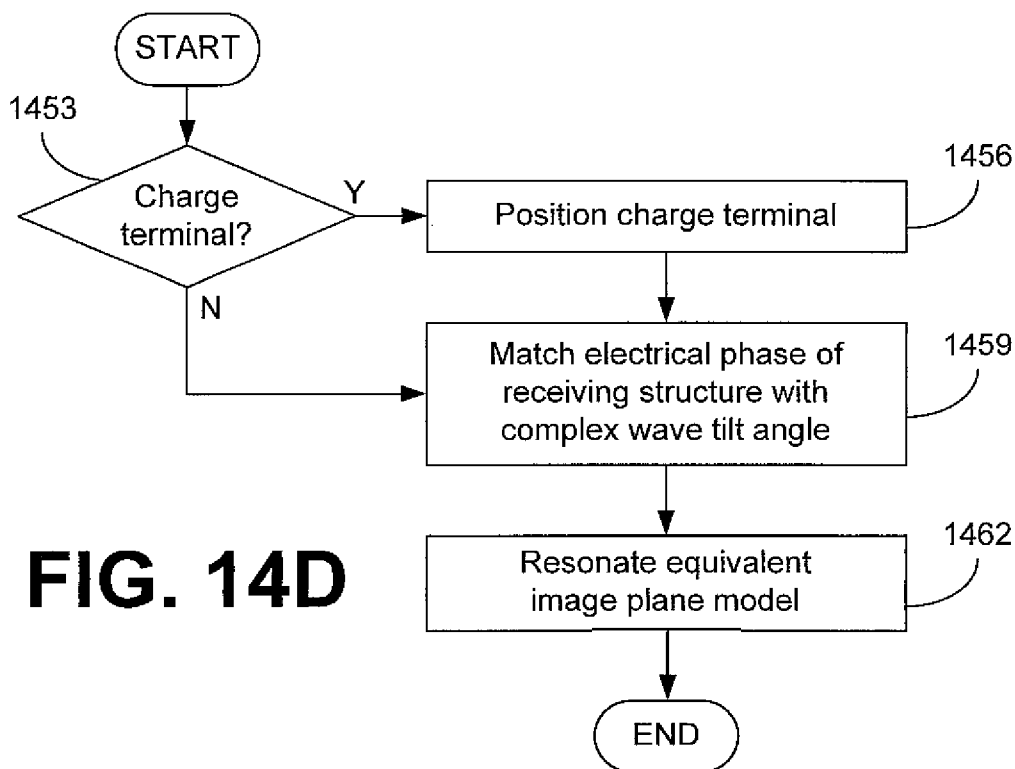 START
1453
Charge
terminal?
Y
N
1456
Position charge terminal
1459
Match electrical phase of
receiving structure with
complex wave tilt angle
1462
Resonate equivalent
image plane model
END
FIG. 14D